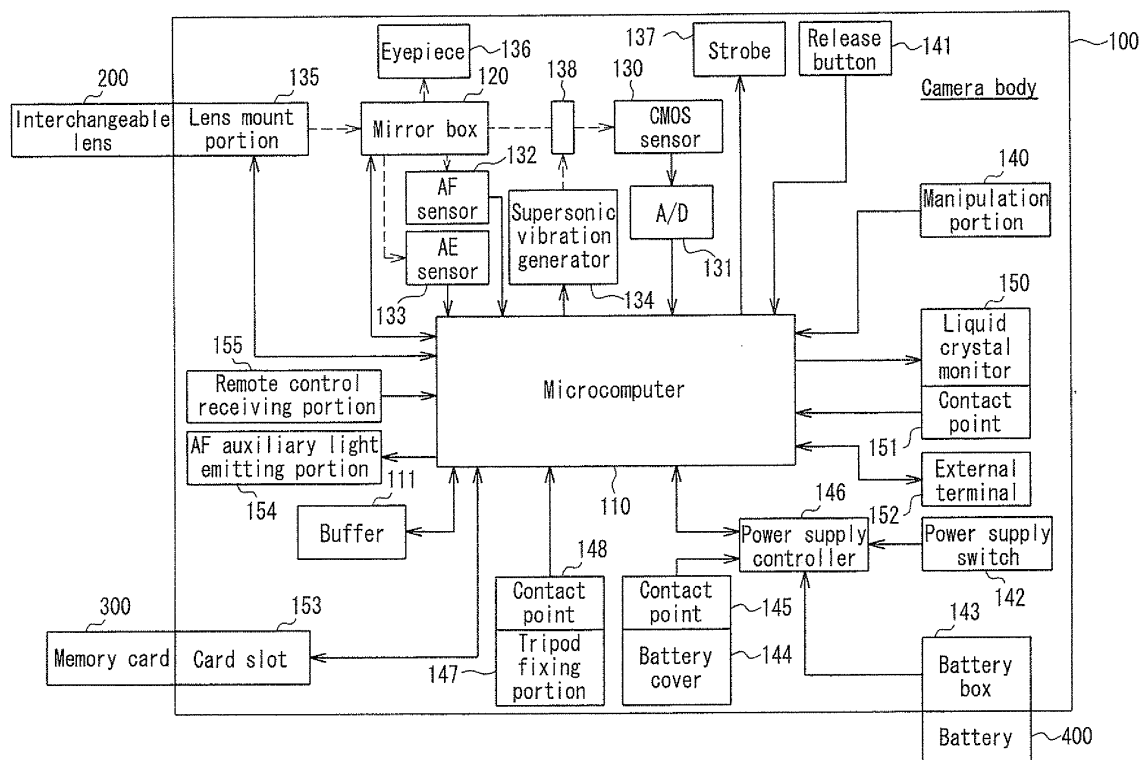 137
141
Eyepiece
136
Strobe
Release
button
100
200
135
120
138
130
Camera body
Interchangeable
lens
Lens mount
portion
Mirror box
CMOS
sensor
132
140
AF
sensor
Supersonic
vibration
generator
A/D
Manipulation
portion
AE
sensor
131
133
134
150
155
Liquid
crystal
monitor
Remote control
receiving portion
Microcomputer
Contact
point
AF auxiliary light
emitting portion
151
External
terminal
154
111
110
146
152
Buffer
Power supply
controller
Power supply
switch
148
142
300
153
Contact
point
Contact
point
145
143
Memory card
Card slot
147
Tripod
fixing
portion
Battery
cover
144
Battery
box
Battery
400